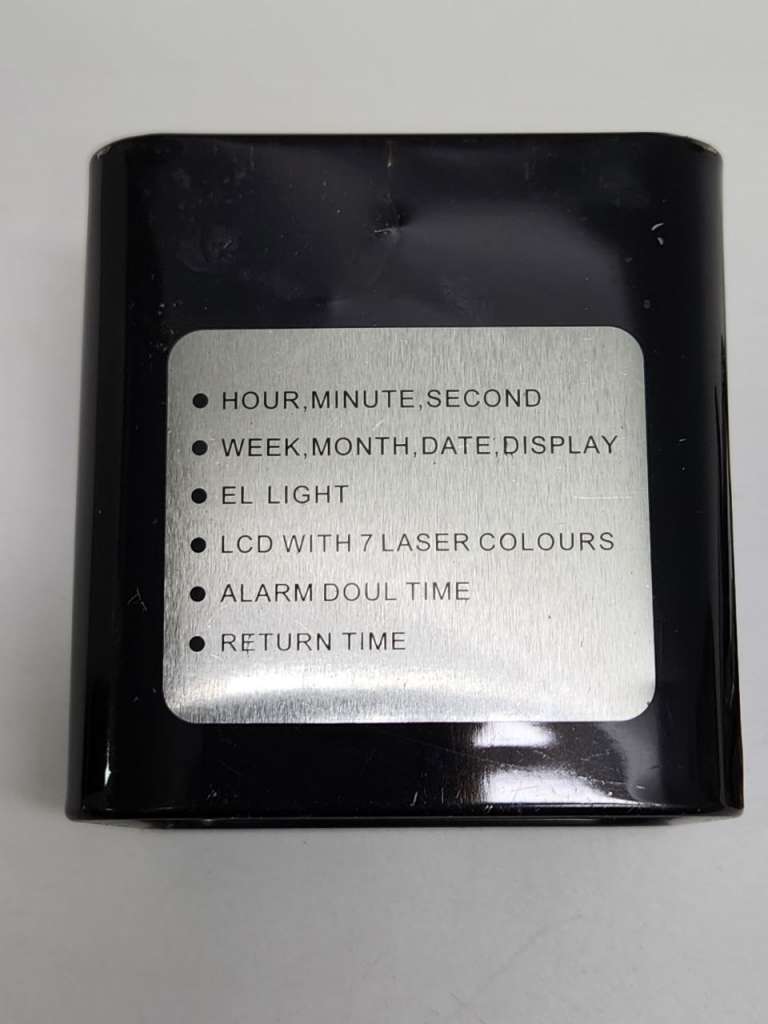 ● HOUR,MINUTE,SECOND
● WEEK,MONTH,DATE,DISPLAY
● EL LIGHT
● LCD WITH 7 LASER COLOURS
● ALARM DOUL TIME
● RETURN TIME